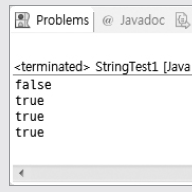 Problems @ Javadoc
<terminated> StringTest1 [Java
false
true
true
true